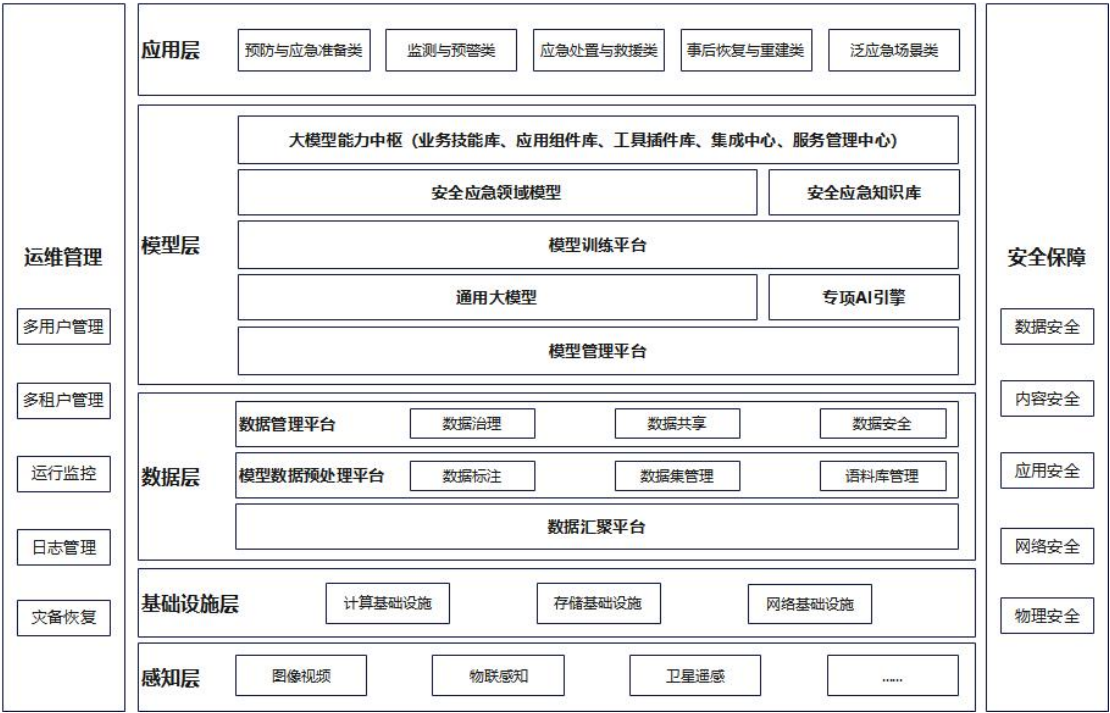 运维管理
多用户管理
多租户管理
运行监控
日志管理
灾备恢复
应用层
预防与应急准备类
监测与预警类
应急处置与救援类
事后恢复与重建类
泛应急场景类
模型层
大模型能力中枢（业务技能库、应用组件库、工具插件库、集成中心、服务管理中心）
安全应急领域模型
安全应急知识库
模型训练平台
通用大模型
专项AI引擎
模型管理平台
数据层
数据管理平台
数据治理
数据共享
数据安全
模型数据预处理平台
数据标注
数据集管理
语料库管理
数据汇聚平台
基础设施层
计算基础设施
存储基础设施
网络基础设施
感知层
图像视频
物联感知
卫星遥感
......
安全保障
数据安全
内容安全
应用安全
网络安全
物理安全